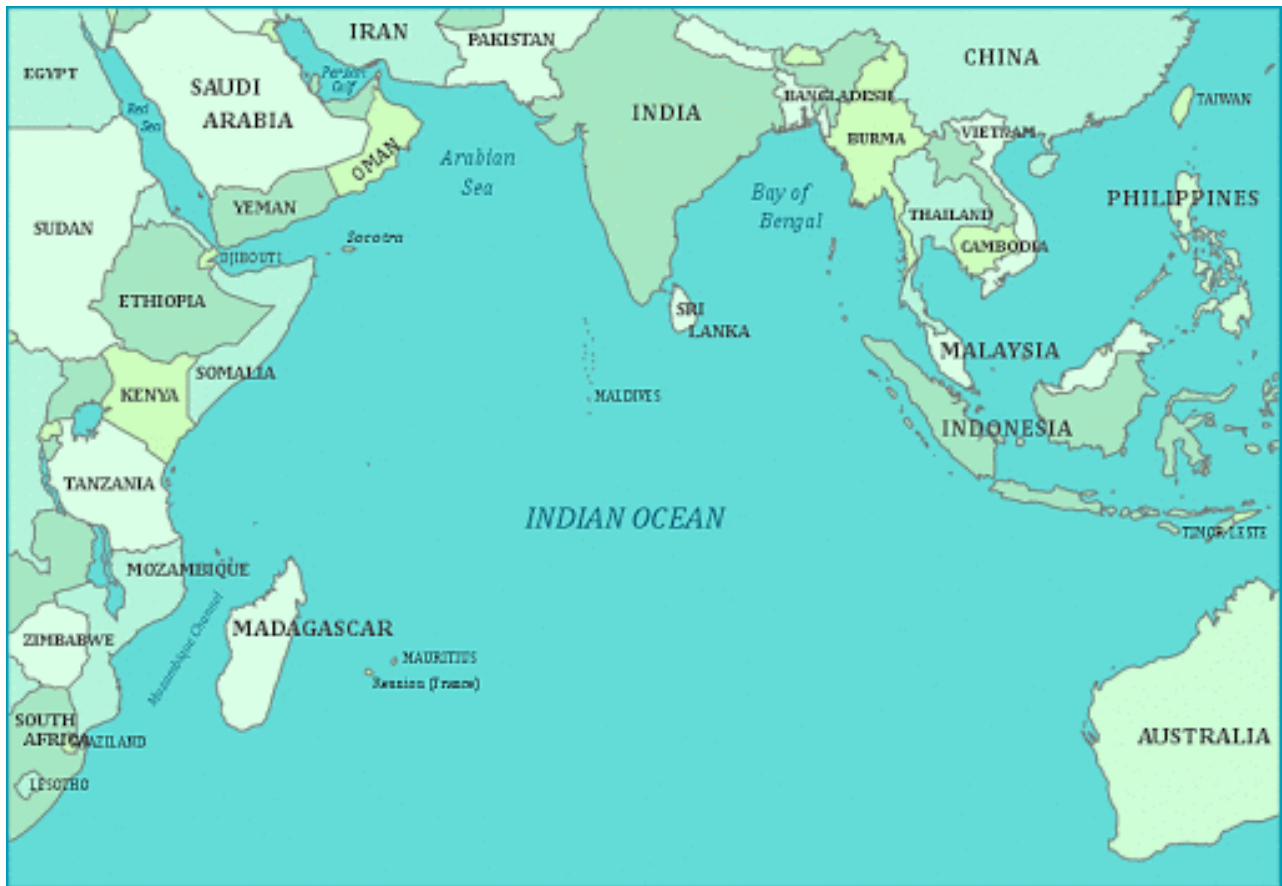 IRAN
PAKISTAN
CHINA
EGYPT
Persian
Gulf
SAUDI
ARABIA
Red
Sea
INDIA
BANGLADESH
TAIWAN
BURMA
VIETNAM
OMAN
Arabian
Sea
Bay of
Bengal
PHILIPPINES
YEMAN
THAILAND
SUDAN
Socotra
CAMBODIA
DJIBOUTI
ETHIOPIA
SRI
LANKA
MALAYSIA
SOMALIA
KENYA
MALDIVES
INDONESIA
TANZANIA
INDIAN OCEAN
TIMOR-LESTE
MOZAMBIQUE
Mozambique Channel
MADAGASCAR
ZIMBABWE
MAURITIUS
Reunion (France)
SOUTH
AFRICA
SWAZILAND
AUSTRALIA
LESOTHO